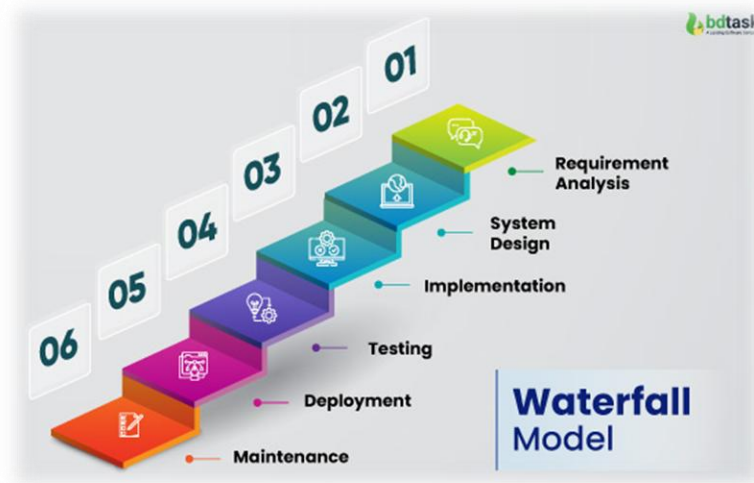 bdtask
01
02
03
04
05
06
Requirement
Analysis
System
Design
Implementation
Testing
Deployment
Maintenance
Waterfall
Model